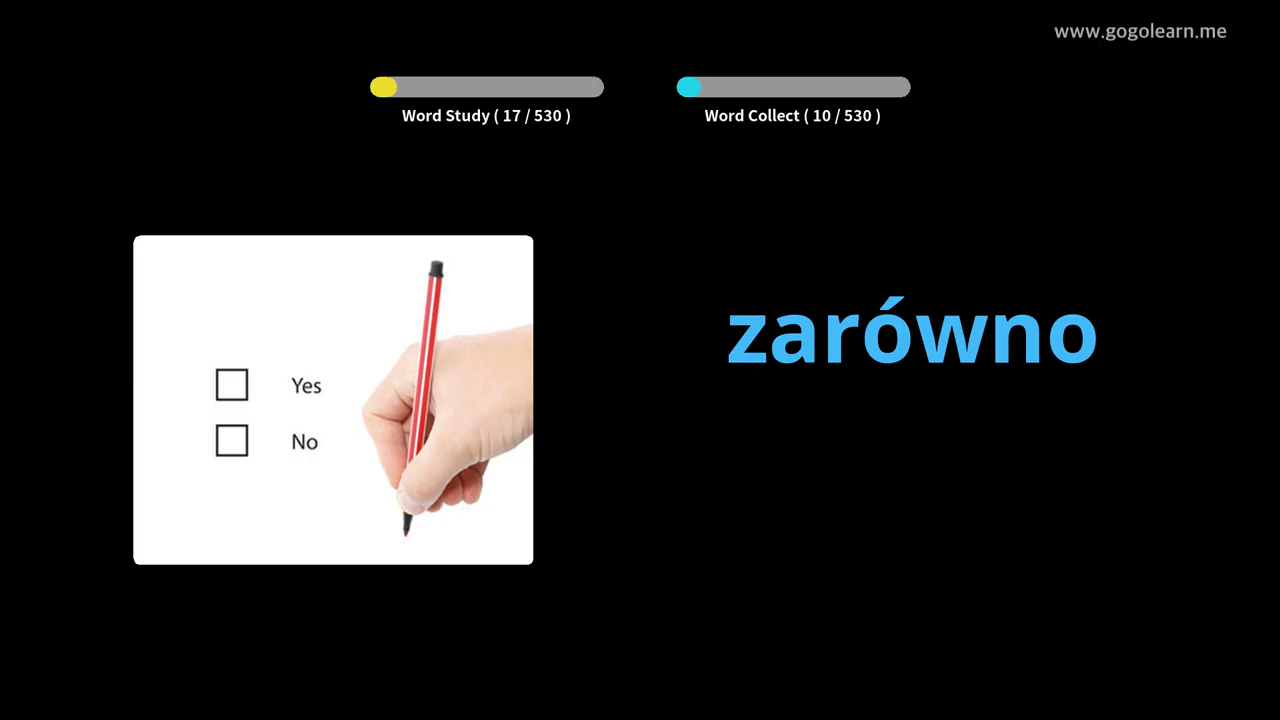 www.gogolearn.me
Word Study ( 17 / 530 )
Word Collect ( 10 / 530 )
zarówno
Yes
No